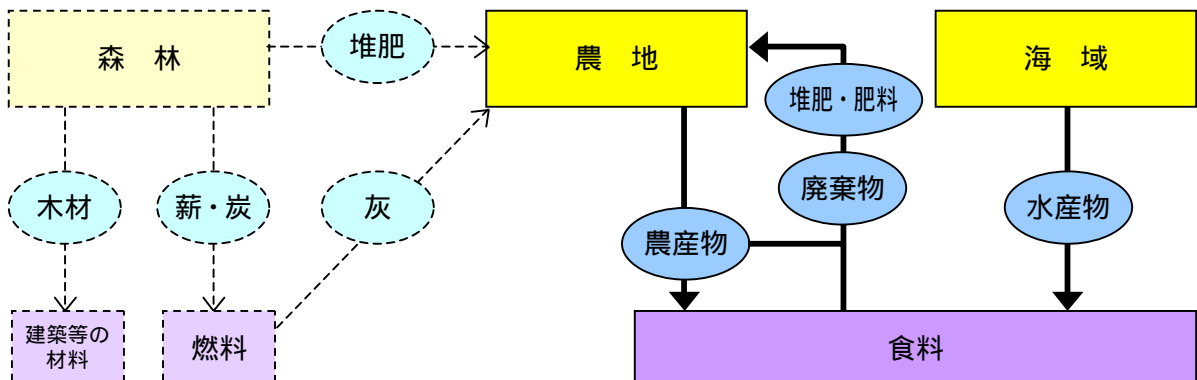 森　林
堆肥
農　地
堆肥・肥料
海　域
木材
薪・炭
灰
農産物
廃棄物
水産物
建築等の
材料
燃料
食料